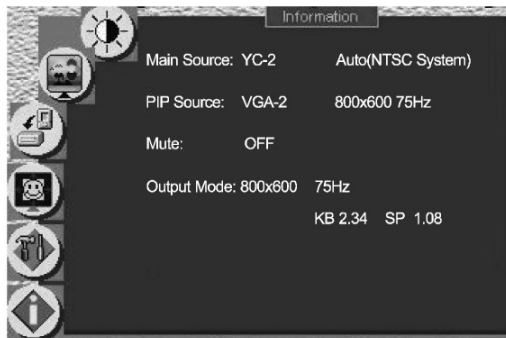 Information
Main Source: YC-2 Auto(NTSC System)
PIP Source: VGA-2 800x600 75Hz
Mute: OFF
Output Mode: 800x600 75Hz
KB 2.34 SP 1.08